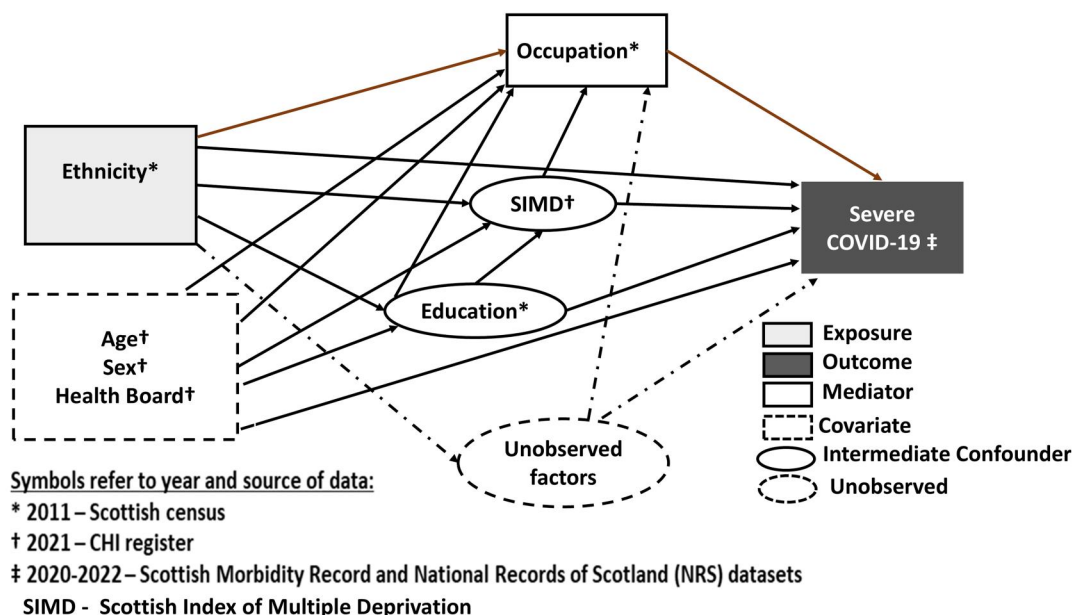 Occupation*
Ethnicity*
SIMD†
Severe
COVID-19 ‡
Education*
Age†
Sex†
Health Board†
Unobserved
factors
Exposure
Outcome
Mediator
Covariate
Intermediate Confounder
Unobserved
Symbols refer to year and source of data:
* 2011 – Scottish census
† 2021 – CHI register
‡ 2020-2022 – Scottish Morbidity Record and National Records of Scotland (NRS) datasets
SIMD - Scottish Index of Multiple Deprivation